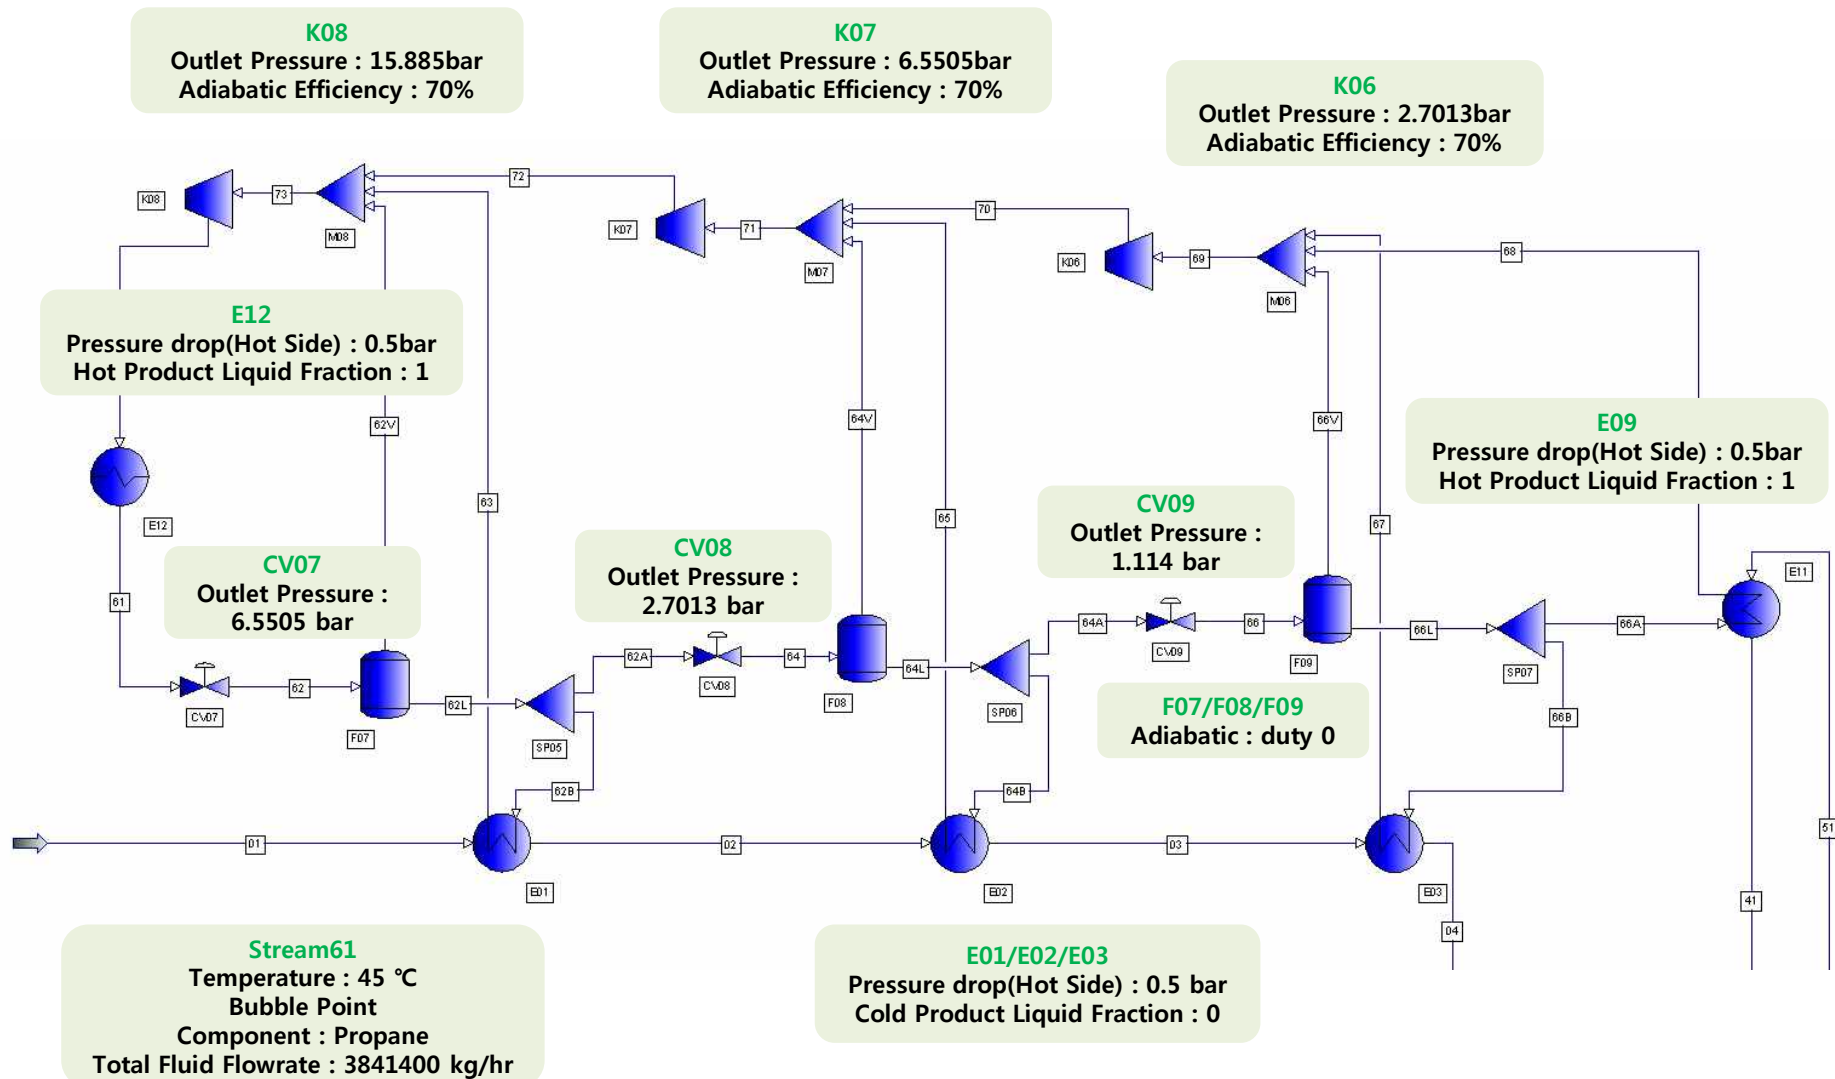 K08
Outlet Pressure : 15.885bar
Adiabatic Efficiency : 70%
K07
Outlet Pressure : 6.5505bar
Adiabatic Efficiency : 70%
K06
Outlet Pressure : 2.7013bar
Adiabatic Efficiency : 70%
K08
73
M08
72
K07
71
M07
70
K06
69
M06
68
E12
Pressure drop(Hot Side) : 0.5bar
Hot Product Liquid Fraction : 1
62V
64V
66V
E09
Pressure drop(Hot Side) : 0.5bar
Hot Product Liquid Fraction : 1
63
65
67
E12
CV07
Outlet Pressure :
6.5505 bar
CV08
Outlet Pressure :
2.7013 bar
CV09
Outlet Pressure :
1.114 bar
E11
61
62
CV07
F07
62L
SP05
62A
62B
64
CV08
F08
64L
SP06
64A
64B
66
CV09
F09
66L
SP07
66A
66B
F07/F08/F09
Adiabatic : duty 0
01
E01
02
E02
03
E03
04
41
51
Stream61
Temperature : 45 ℃
Bubble Point
Component : Propane
Total Fluid Flowrate : 3841400 kg/hr
E01/E02/E03
Pressure drop(Hot Side) : 0.5 bar
Cold Product Liquid Fraction : 0